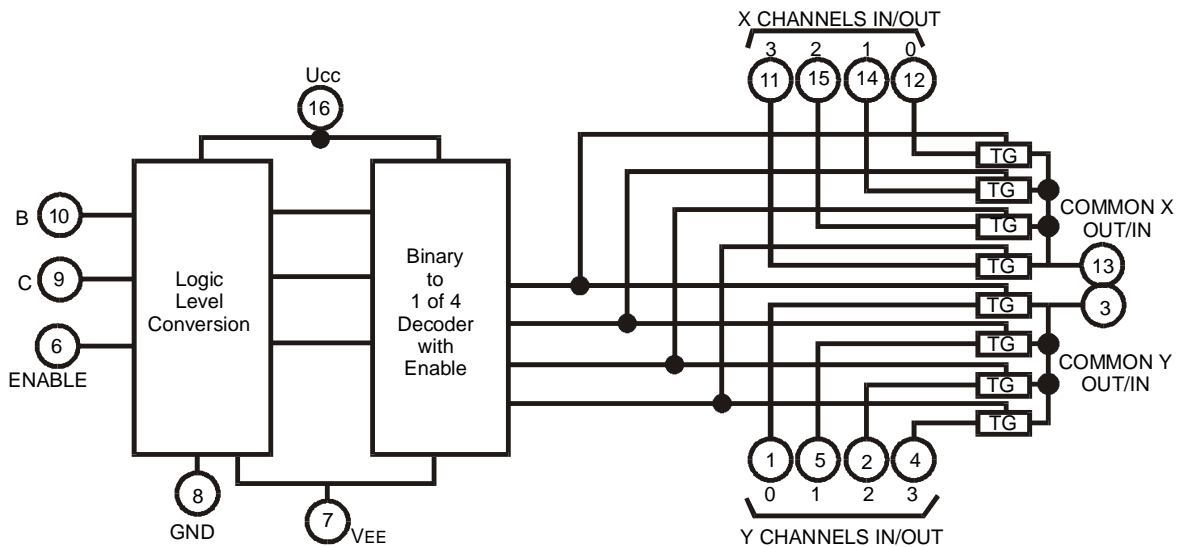 X CHANNELS IN/OUT
3 2 1 0
11 15 14 12
Ucc
16
TG
TG
TG
TG
COMMON X
OUT/IN
13
B 10
C 9
6
ENABLE
Logic
Level
Conversion
Binary
to
1 of 4
Decoder
with
Enable
TG
TG
TG
TG
3
COMMON Y
OUT/IN
1 5 2 4
0 1 2 3
Y CHANNELS IN/OUT
8
GND
7 VEE